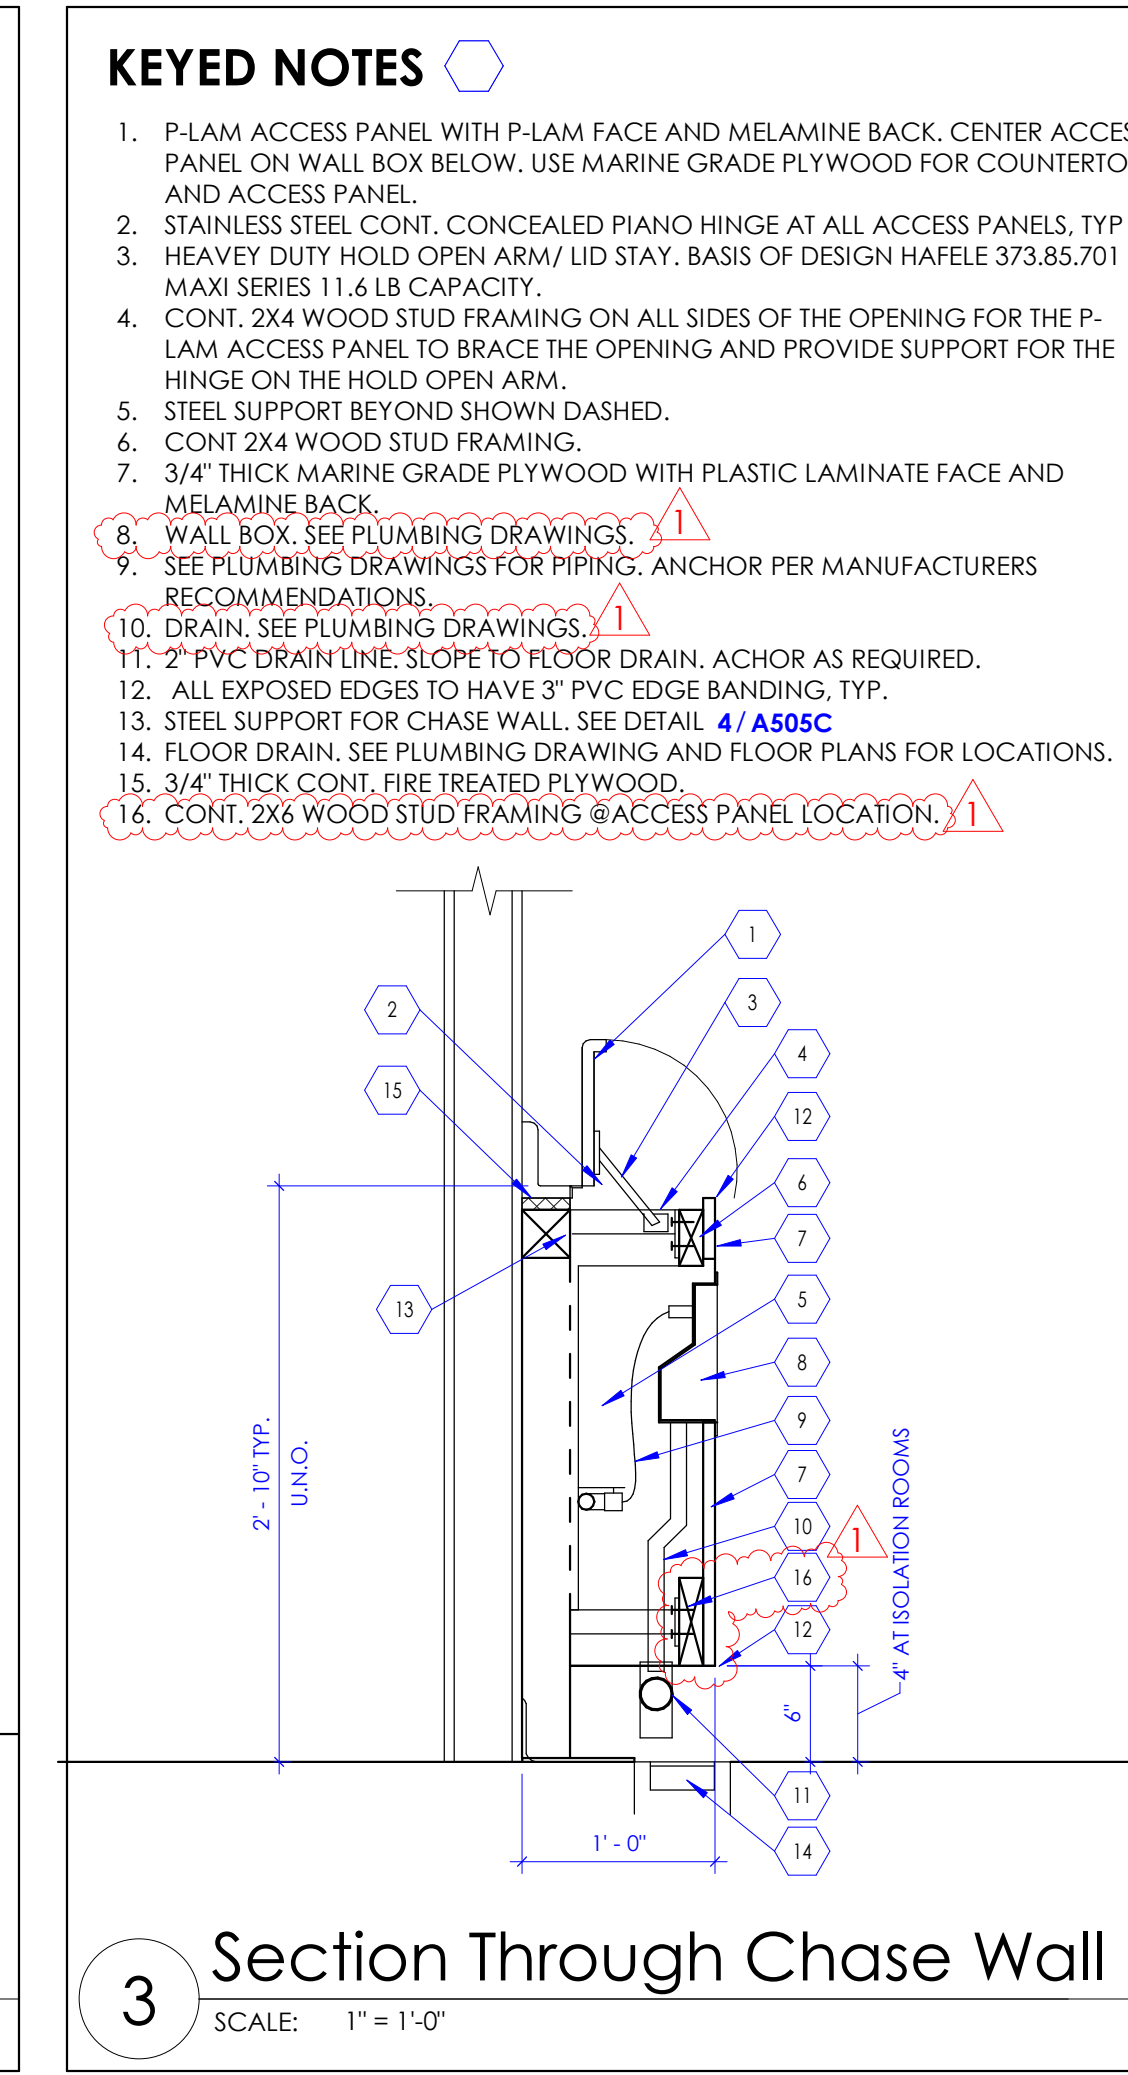 KEYED NOTES
1. P-LAM ACCESS PANEL WITH P-LAM FACE AND MELAMINE BACK. CENTER ACCES
PANEL ON WALL BOX BELOW. USE MARINE GRADE PLYWOOD FOR COUNTERTO
AND ACCESS PANEL.
2. STAINLESS STEEL CONT. CONCEALED PIANO HINGE AT ALL ACCESS PANELS, TYP
3. HEAVEY DUTY HOLD OPEN ARM/ LID STAY. BASIS OF DESIGN HAFELE 373.85.701
MAXI SERIES 11.6 LB CAPACITY.
4. CONT. 2X4 WOOD STUD FRAMING ON ALL SIDES OF THE OPENING FOR THE P-
LAM ACCESS PANEL TO BRACE THE OPENING AND PROVIDE SUPPORT FOR THE
HINGE ON THE HOLD OPEN ARM.
5. STEEL SUPPORT BEYOND SHOWN DASHED.
6. CONT 2X4 WOOD STUD FRAMING.
7. 3/4" THICK MARINE GRADE PLYWOOD WITH PLASTIC LAMINATE FACE AND
MELAMINE BACK.
8. WALL BOX. SEE PLUMBING DRAWINGS. 1
9. SEE PLUMBING DRAWINGS FOR PIPING. ANCHOR PER MANUFACTURERS
RECOMMENDATIONS.
10. DRAIN. SEE PLUMBING DRAWINGS. 1
11. 2" PVC DRAIN LINE. SLOPE TO FLOOR DRAIN. ACHOR AS REQUIRED.
12. ALL EXPOSED EDGES TO HAVE 3" PVC EDGE BANDING, TYP.
13. STEEL SUPPORT FOR CHASE WALL. SEE DETAIL 4 / A505C
14. FLOOR DRAIN. SEE PLUMBING DRAWING AND FLOOR PLANS FOR LOCATIONS.
15. 3/4" THICK CONT. FIRE TREATED PLYWOOD.
16. CONT. 2X6 WOOD STUD FRAMING @ACCESS PANEL LOCATION. 1
1
3
2
4
15
12
6
7
5
13
8
9
7
10
1
16
12
2' - 10" TYP.
U.N.O.
4" AT ISOLATION ROOMS
6"
11
1' - 0"
14
3
Section Through Chase Wall
SCALE: 1" = 1'-0"